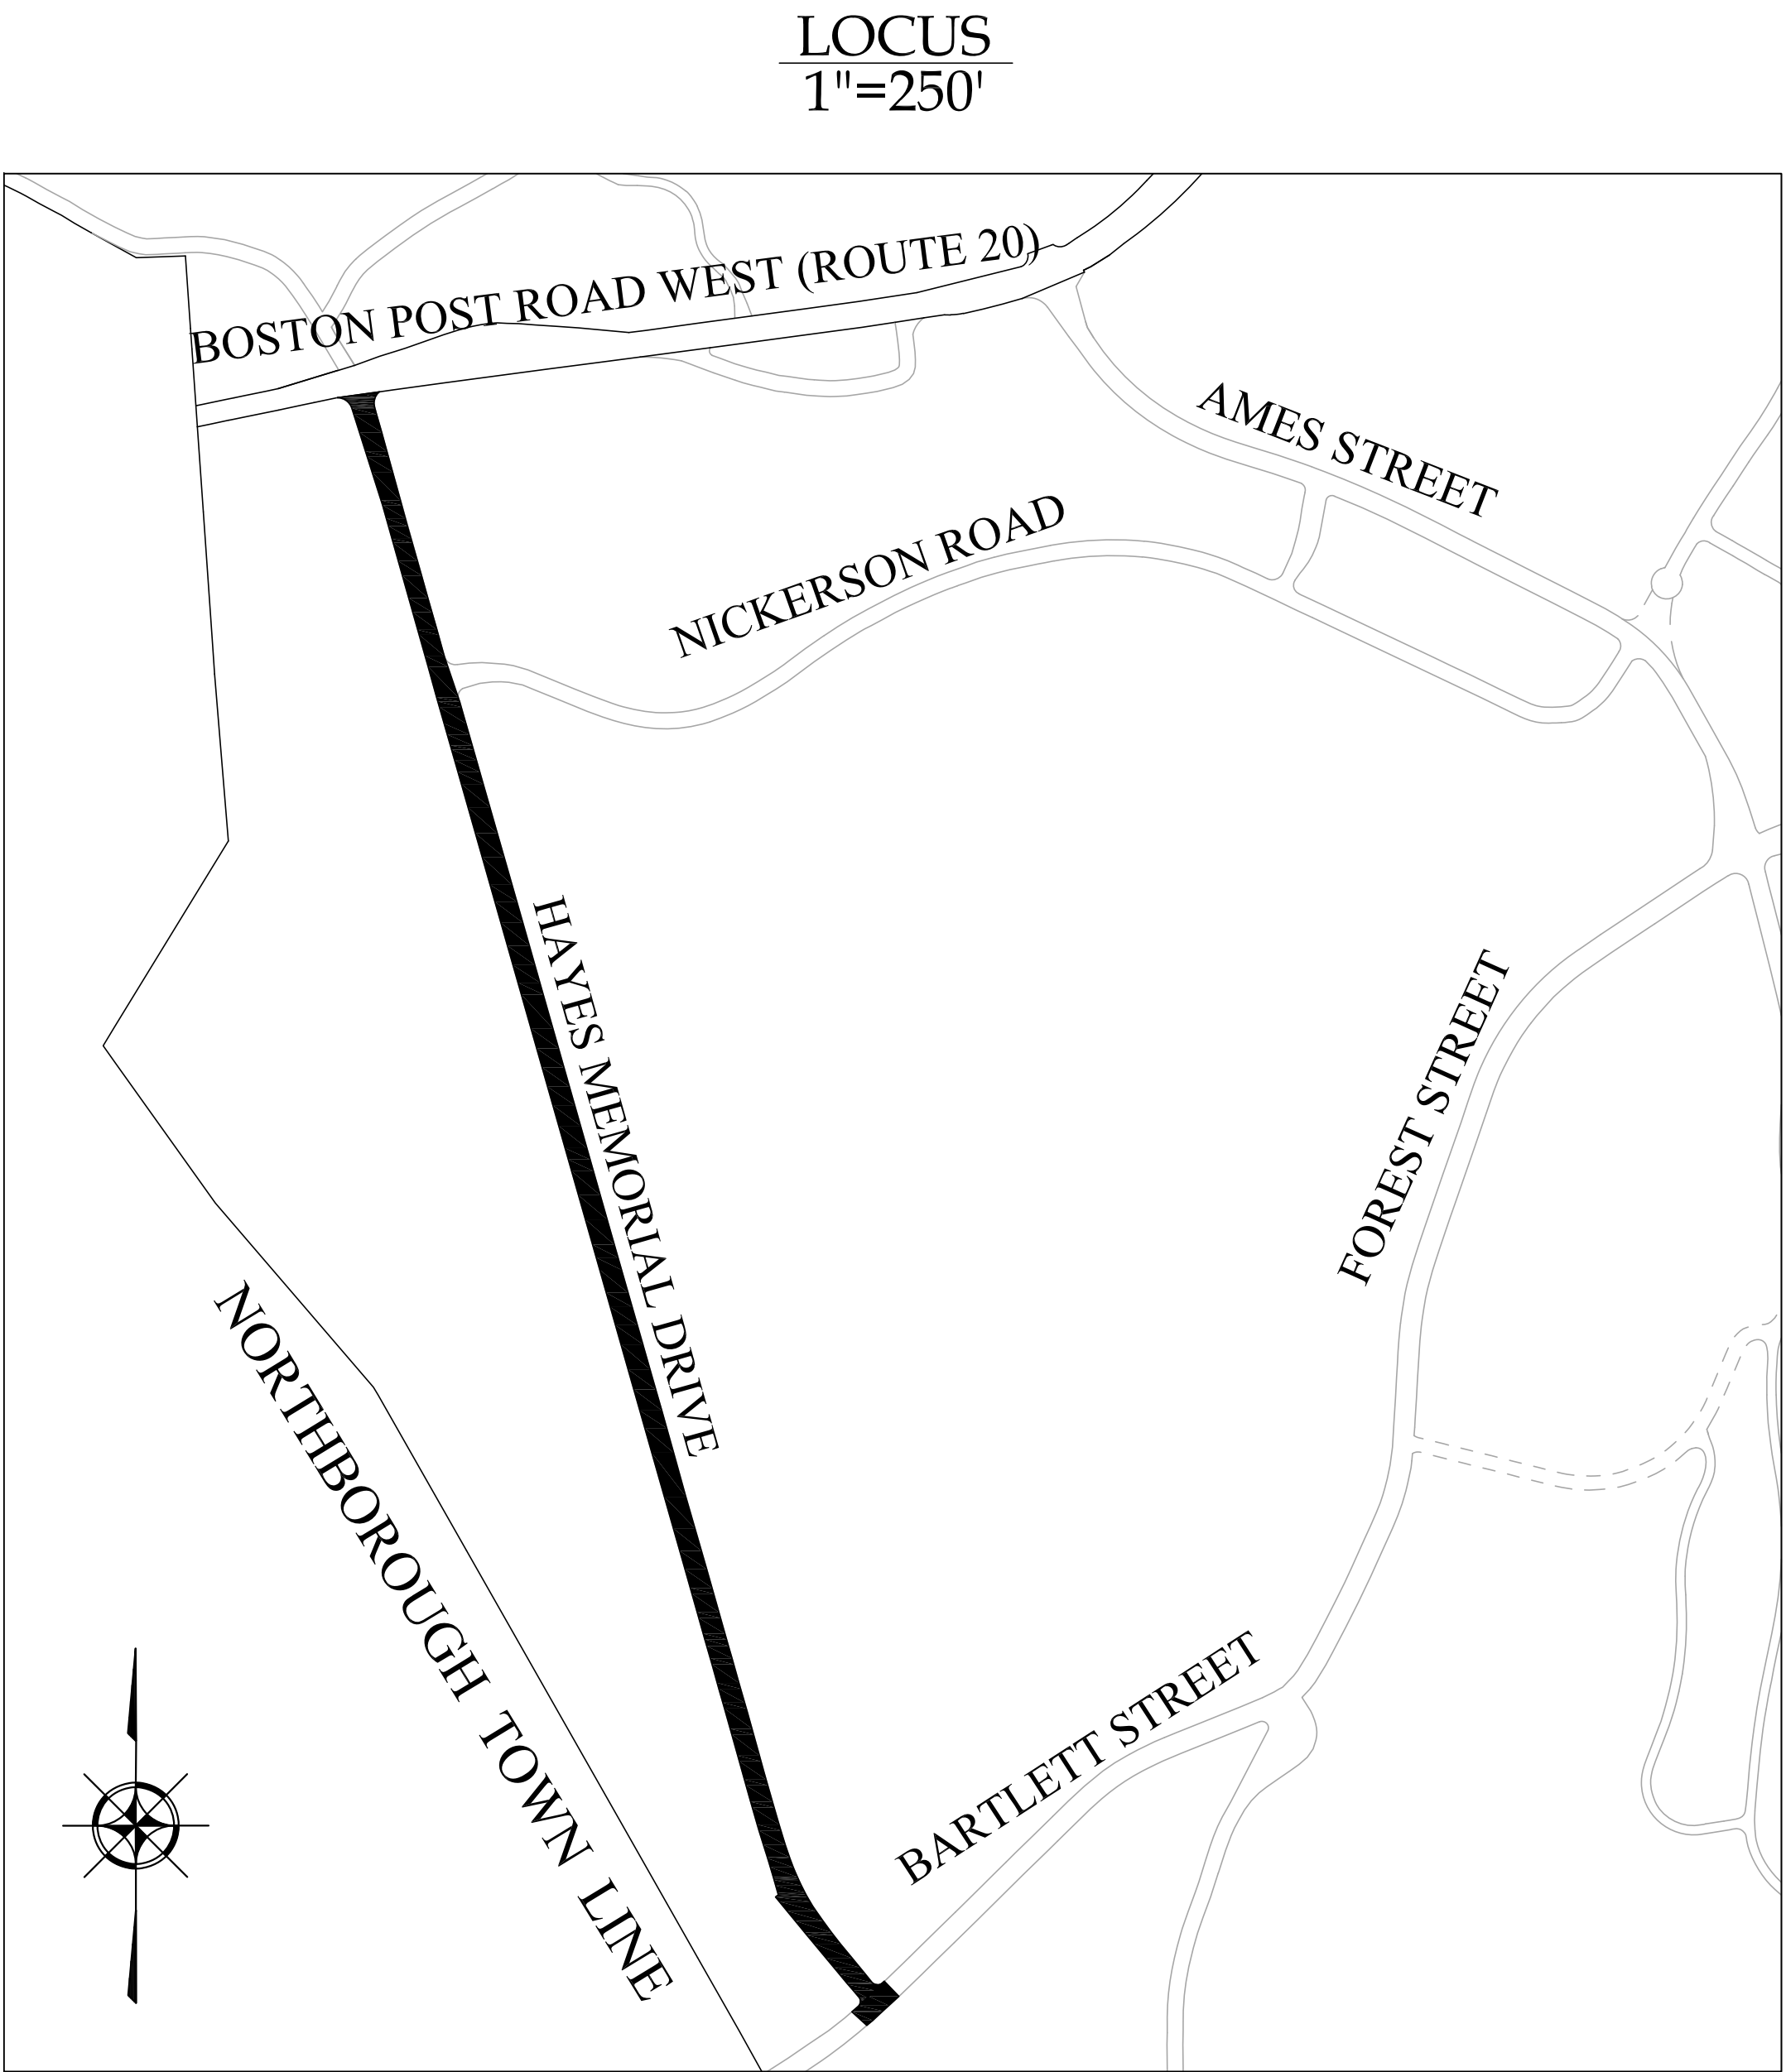 LOCUS
1"=250'
BOSTON POST ROAD WEST (ROUTE 20)
AMES STREET
NICKERSON ROAD
HAYES MEMORIAL DRIVE
FOREST STREET
NORTHBOROUGH TOWN LINE
BARTLETT STREET